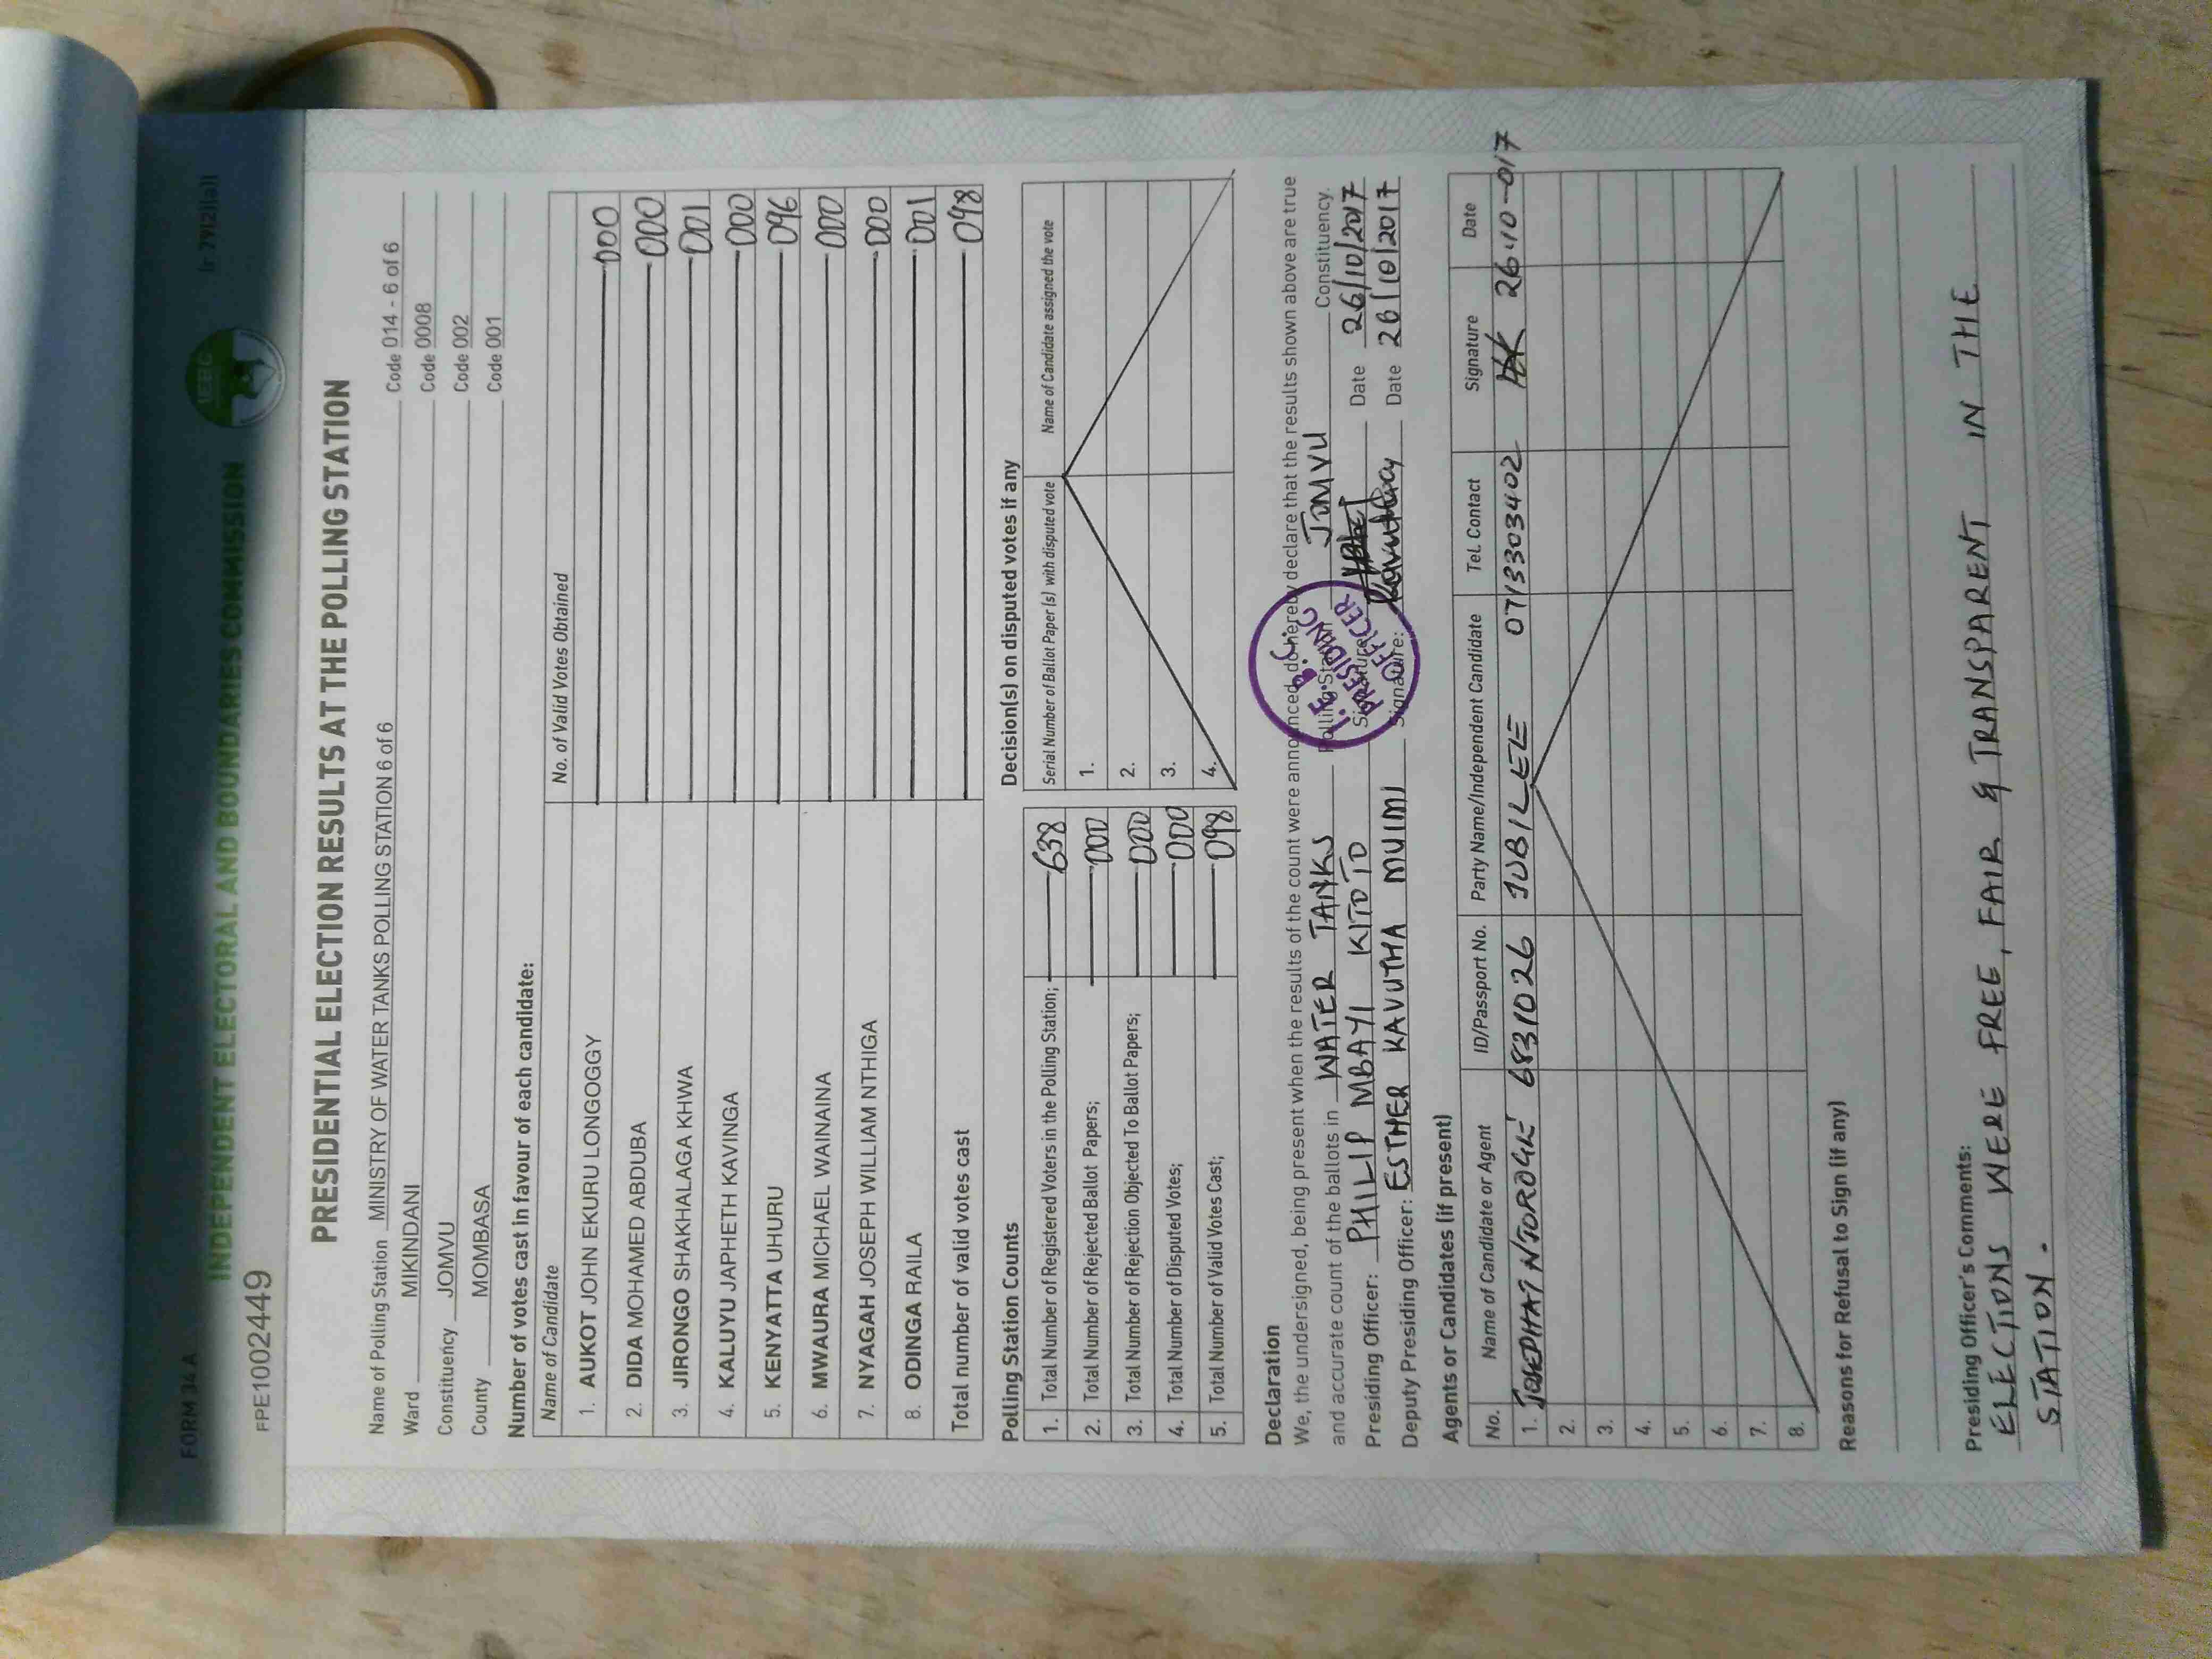 FORM 34 A (r 79(2)(a))
IEBC
INDEPENDENT ELECTORAL AND BOUNDARIES COMMISSION
FPE1002449
PRESIDENTIAL ELECTION RESULTS AT THE POLLING STATION
Name of Polling Station MINISTRY OF WATER TANKS POLLING STATION 6 of 6 Code 014 - 6 of 6
Ward MIKINDANI Code 0008
Constituency JOMVU Code 002
County MOMBASA Code 001
Number of votes cast in favour of each candidate:
Name of Candidate No. of Valid Votes Obtained
1. AUKOT JOHN EKURU LONGOGGY 000
2. DIDA MOHAMED ABDUBA 000
3. JIRONGO SHAKHALAGA KHWA 001
4. KALUYU JAPHETH KAVINGA 000
5. KENYATTA UHURU 096
6. MWAURA MICHAEL WAINAINA 000
7. NYAGAH JOSEPH WILLIAM NTHIGA 000
8. ODINGA RAILA 001
Total number of valid votes cast 098
Polling Station Counts
1. Total Number of Registered Voters in the Polling Station; 638
2. Total Number of Rejected Ballot Papers; 000
3. Total Number of Rejection Objected To Ballot Papers; 000
4. Total Number of Disputed Votes; 000
5. Total Number of Valid Votes Cast; 098
Decision(s) on disputed votes if any
Serial Number of Ballot Paper (s) with disputed vote Name of Candidate assigned the vote
1.
2.
3.
4.
Declaration
We, the undersigned, being present when the results of the count were announced, do hereby declare that the results shown above are true
and accurate count of the ballots in WATER TANKS Polling Station JOMVU Constituency.
Presiding Officer: PHILIP MBAYI KITOTO Signature: Date 26/10/2017
Deputy Presiding Officer: ESTHER KAVUTHA MUIMI Signature: Date 26/10/2017
I.E.B.C.
PRESIDING
OFFICER
Agents or Candidates (if present)
No. Name of Candidate or Agent ID/Passport No. Party Name/Independent Candidate Tel. Contact Signature Date
1. JOSEPHAT NJOROGE 6831026 JUBILEE 0713303402 26-10-017
2.
3.
4.
5.
6.
7.
8.
Reasons for Refusal to Sign (if any)
Presiding Officer's Comments:
ELECTIONS WERE FREE, FAIR & TRANSPARENT IN THE
STATION.